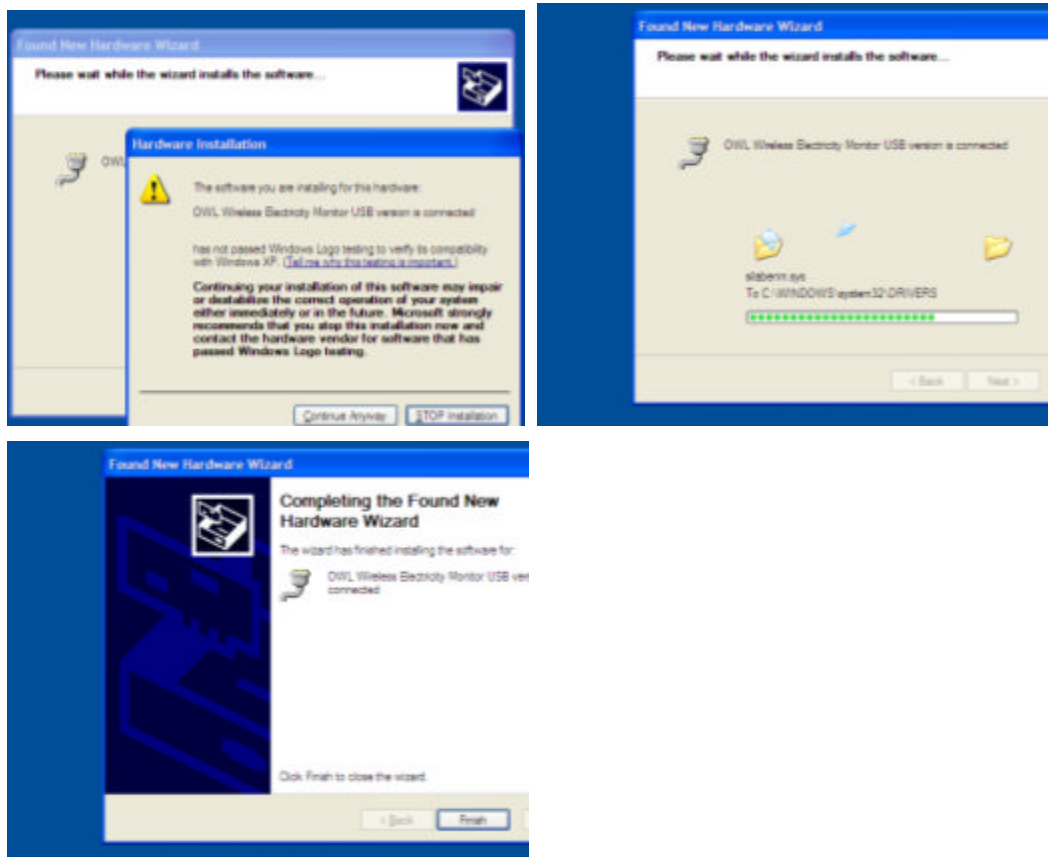 Found New Hardware Wizard
Please wait while the wizard installs the software...
OWL
Hardware Installation
The software you are installing for this hardware:
OWL Wireless Electricity Monitor USB version is connected
has not passed Windows Logo testing to verify its compatibility
with Windows XP. (Tell me why this testing is important.)
Continuing your installation of this software may impair
or destabilize the correct operation of your system
either immediately or in the future. Microsoft strongly
recommends that you stop this installation now and
contact the hardware vendor for software that has
passed Windows Logo testing.
Continue Anyway
STOP Installation
Found New Hardware Wizard
Please wait while the wizard installs the software...
OWL Wireless Electricity Monitor USB version is connected
To C:\WINDOWS\system32\DRIVERS
< Back
Next >
Found New Hardware Wizard
Completing the Found New
Hardware Wizard
The wizard has finished installing the software for:
OWL Wireless Electricity Monitor USB ver
connected
Click Finish to close the wizard.
< Back
Finish